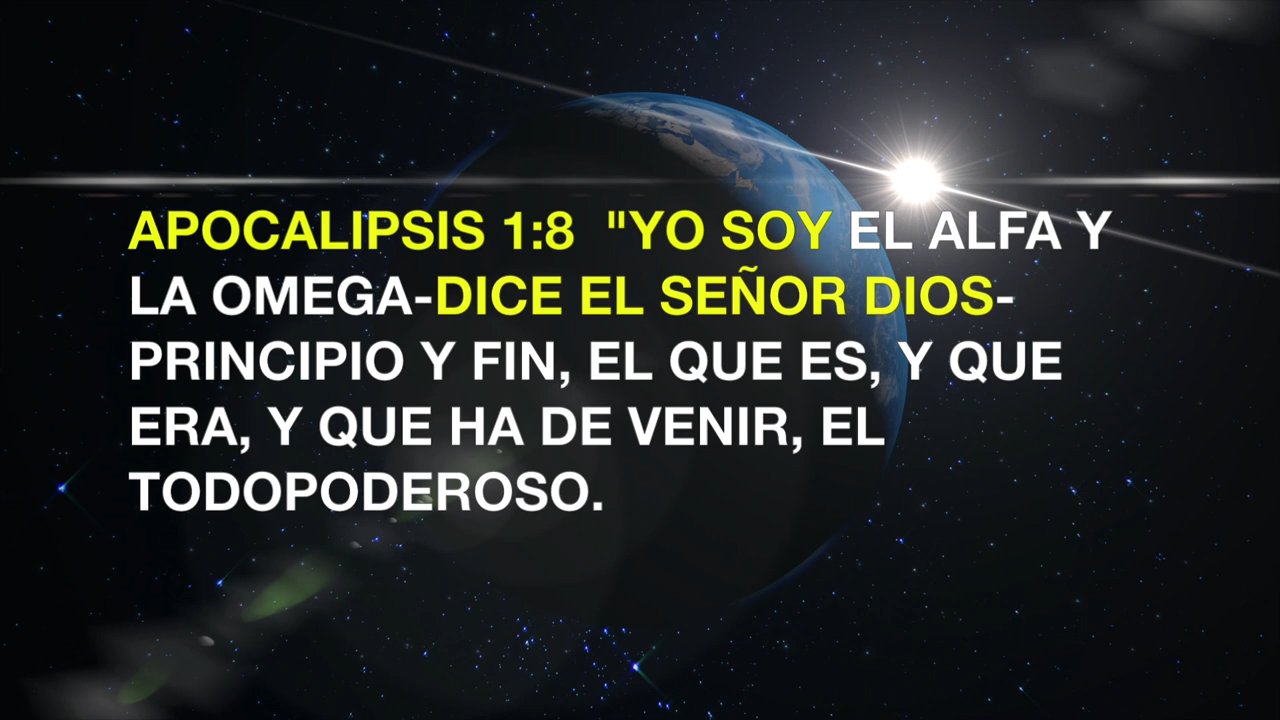 APOCALIPSIS 1:8  "YO SOY EL ALFA Y
LA OMEGA-DICE EL SEÑOR DIOS-
PRINCIPIO Y FIN, EL QUE ES, Y QUE
ERA, Y QUE HA DE VENIR, EL
TODOPODEROSO.